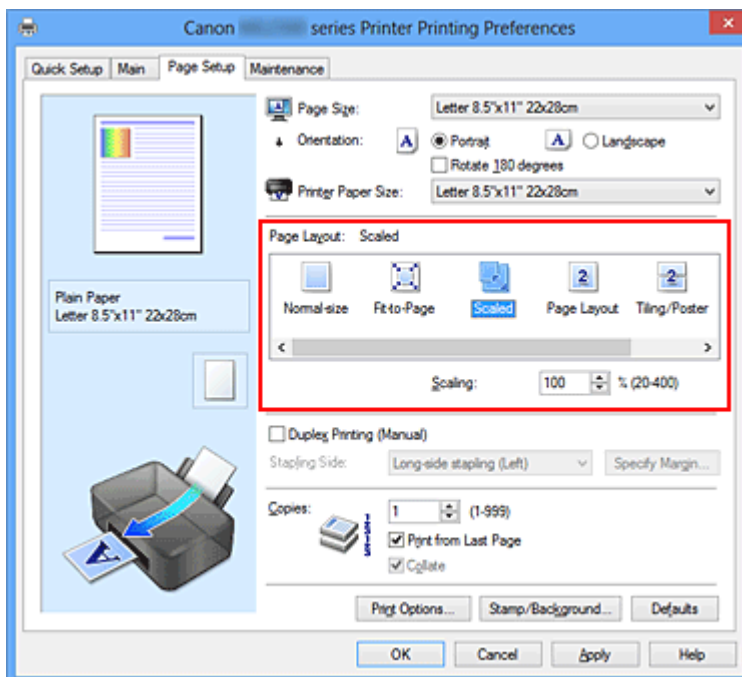 Canon series Printer Printing Preferences
Quick Setup Main Page Setup Maintenance
Page Size: Letter 8.5"x11" 22x28cm
Orientation: A Portrait A Landscape
Rotate 180 degrees
Printer Paper Size: Letter 8.5"x11" 22x28cm
Page Layout: Scaled
Normal-size Fit-to-Page Scaled 2 Page Layout 2 Tiling/Poster
Scaling: 100 % (20-400)
Plain Paper
Letter 8.5"x11" 22x28cm
Duplex Printing (Manual)
Stapling Side: Long-side stapling (Left) Specify Margin...
Copies: 1 (1-999)
Print from Last Page
Collate
A
Print Options... Stamp/Background... Defaults
OK Cancel Apply Help